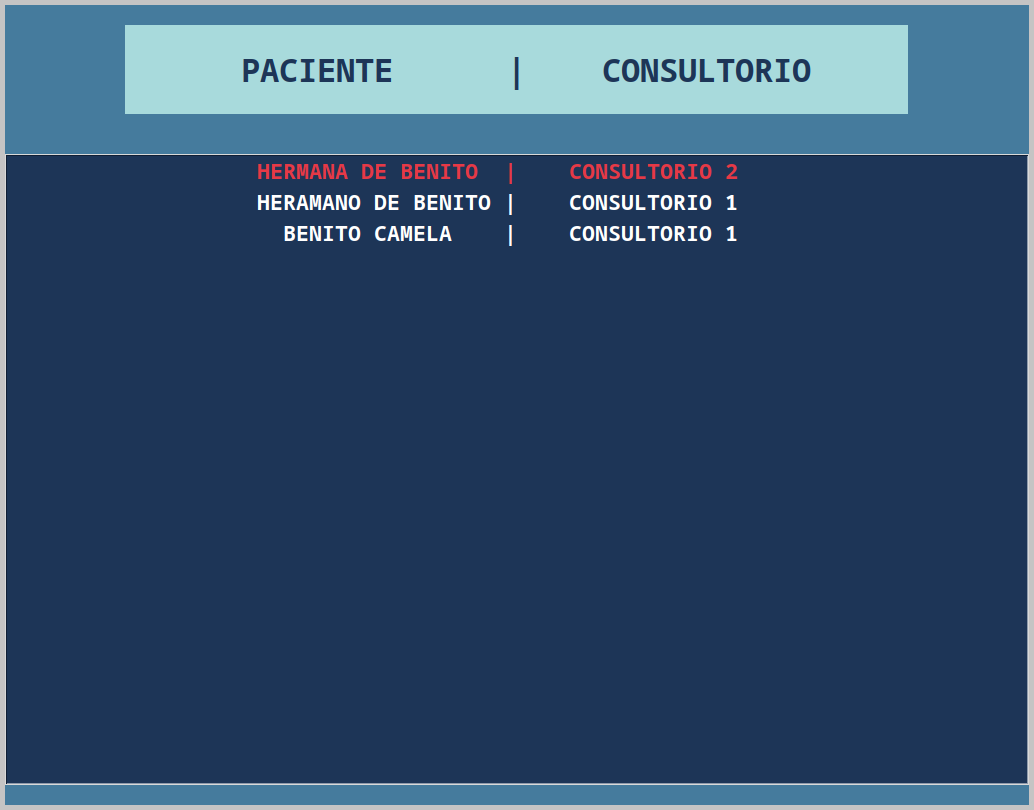 PACIENTE | CONSULTORIO
HERMANA DE BENITO | CONSULTORIO 2
HERAMANO DE BENITO | CONSULTORIO 1
BENITO CAMELA | CONSULTORIO 1